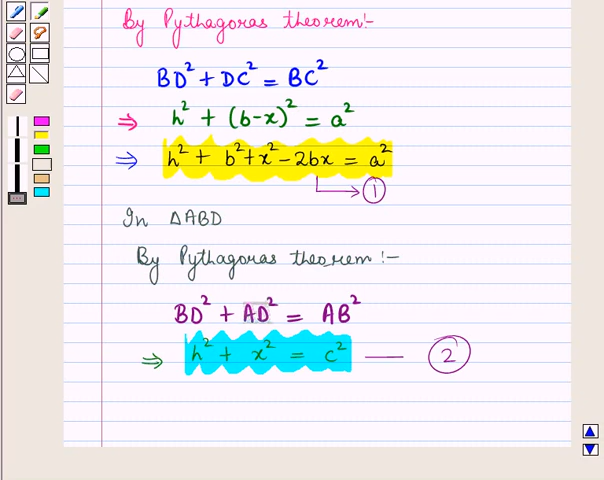 By Pythagoras theorem:-
BD² + DC² = BC²
⇒ h² + (b-x)² = a²
⇒ h² + b² + x² - 2bx = a²
→ ①
In △ABD
By Pythagoras theorem :-
BD² + AD² = AB²
⇒ h² + x² = c² — ②